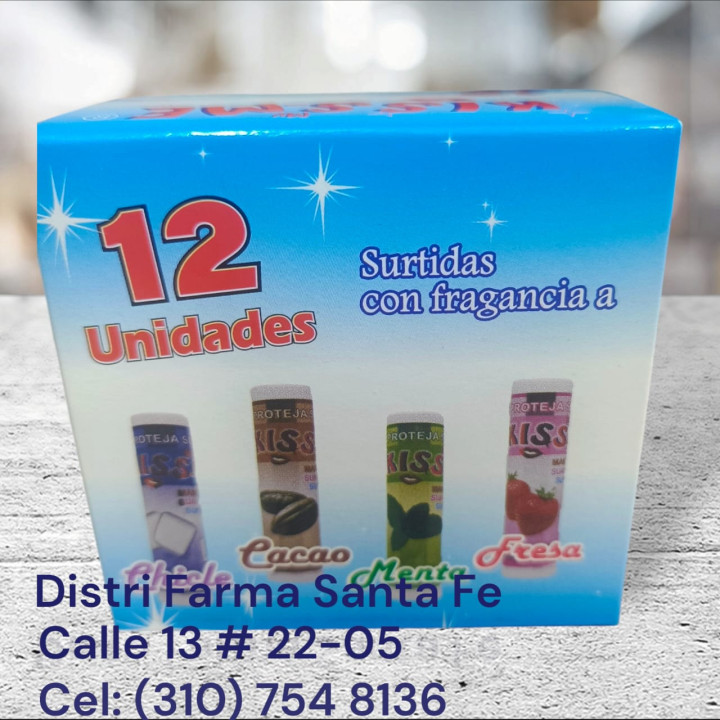 12
Unidades
Surtidas
con fragancia a
PROTEJA S
KISS
PROTEJA S
KISS
PROTEJA S
KISS
PROTEJA S
KISS
Chicle
Cacao
Menta
Fresa
Distri Farma Santa Fe
Calle 13 # 22-05
Cel: (310) 754 8136